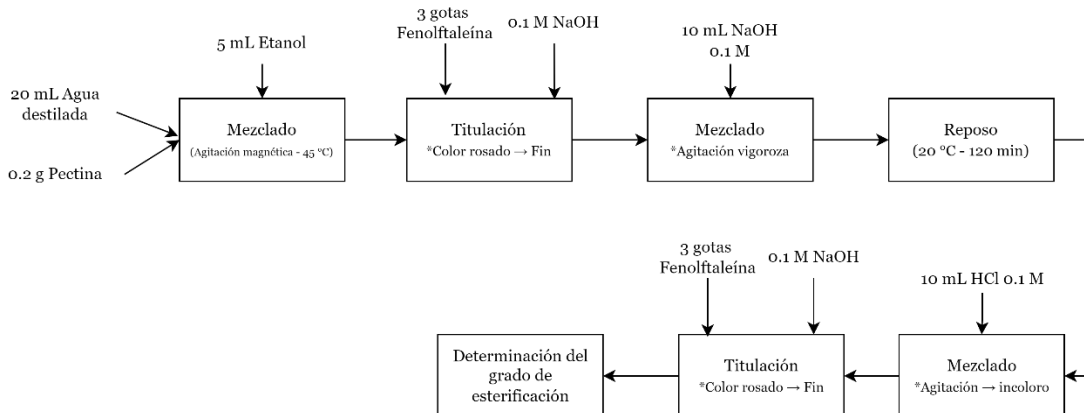 3 gotas
Fenolftaleína
0.1 M NaOH
5 mL Etanol
10 mL NaOH
0.1 M
20 mL Agua
destilada
0.2 g Pectina
Mezclado
(Agitación magnética - 45 °C)
Titulación
*Color rosado → Fin
Mezclado
*Agitación vigoroza
Reposo
(20 °C - 120 min)
3 gotas
Fenolftaleína
0.1 M NaOH
10 mL HCl 0.1 M
Determinación del
grado de
esterificación
Titulación
*Color rosado → Fin
Mezclado
*Agitación → incoloro